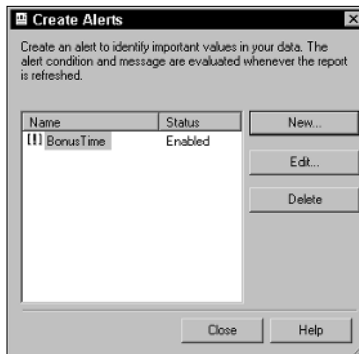 Create Alerts
Create an alert to identify important values in your data. The
alert condition and message are evaluated whenever the report
is refreshed.
Name Status New...
[!] BonusTime Enabled
Edit...
Delete
Close Help